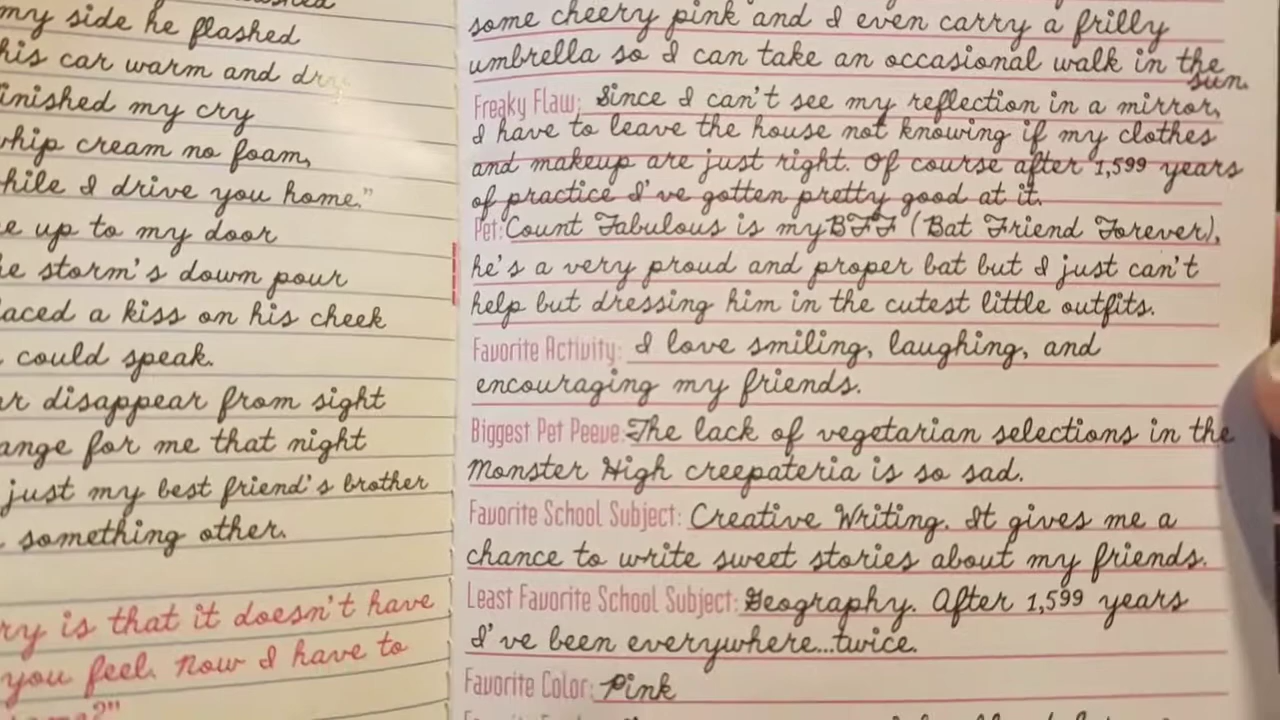 my side he flashed
his car warm and dry
finished my cry
whip cream no foam,
while I drive you home."
up to my door
storm's down pour
a kiss on his cheek
could speak.
disappear from sight
for me that night
just my best friend's brother
something other.
is that it doesn't have
you feel. Now I have to
some cheery pink and I even carry a frilly
umbrella so I can take an occasional walk in the
sun.
Freaky Flaw: Since I can't see my reflection in a mirror,
I have to leave the house not knowing if my clothes
and makeup are just right. Of course after 1,599 years
of practice I've gotten pretty good at it.
Pet: Count Fabulous is my BFF (Bat Friend Forever),
he's a very proud and proper bat but I just can't
help but dressing him in the cutest little outfits.
Favorite Activity: I love smiling, laughing, and
encouraging my friends.
Biggest Pet Peeve: The lack of vegetarian selections in the
Monster High creepateria is so sad.
Favorite School Subject: Creative Writing. It gives me a
chance to write sweet stories about my friends.
Least Favorite School Subject: Geography. After 1,599 years
I've been everywhere...twice.
Favorite Color: Pink